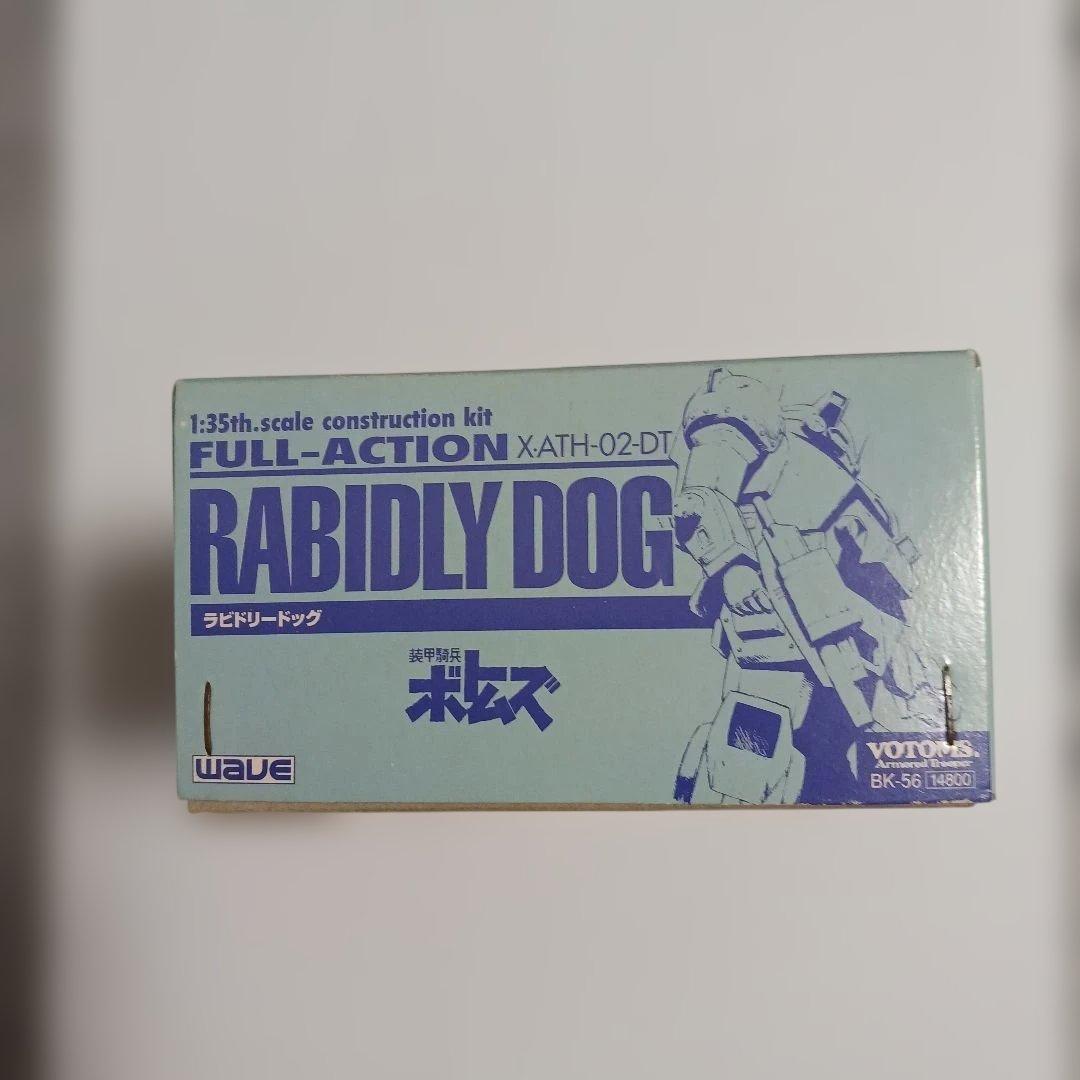 1:35th.scale construction kit
FULL-ACTION X·ATH-02-DT
RABIDLY DOG
ラビドリードッグ
装甲騎兵
ボトムズ
wave
VOTOMS.
Armored Trooper
BK-56 14800